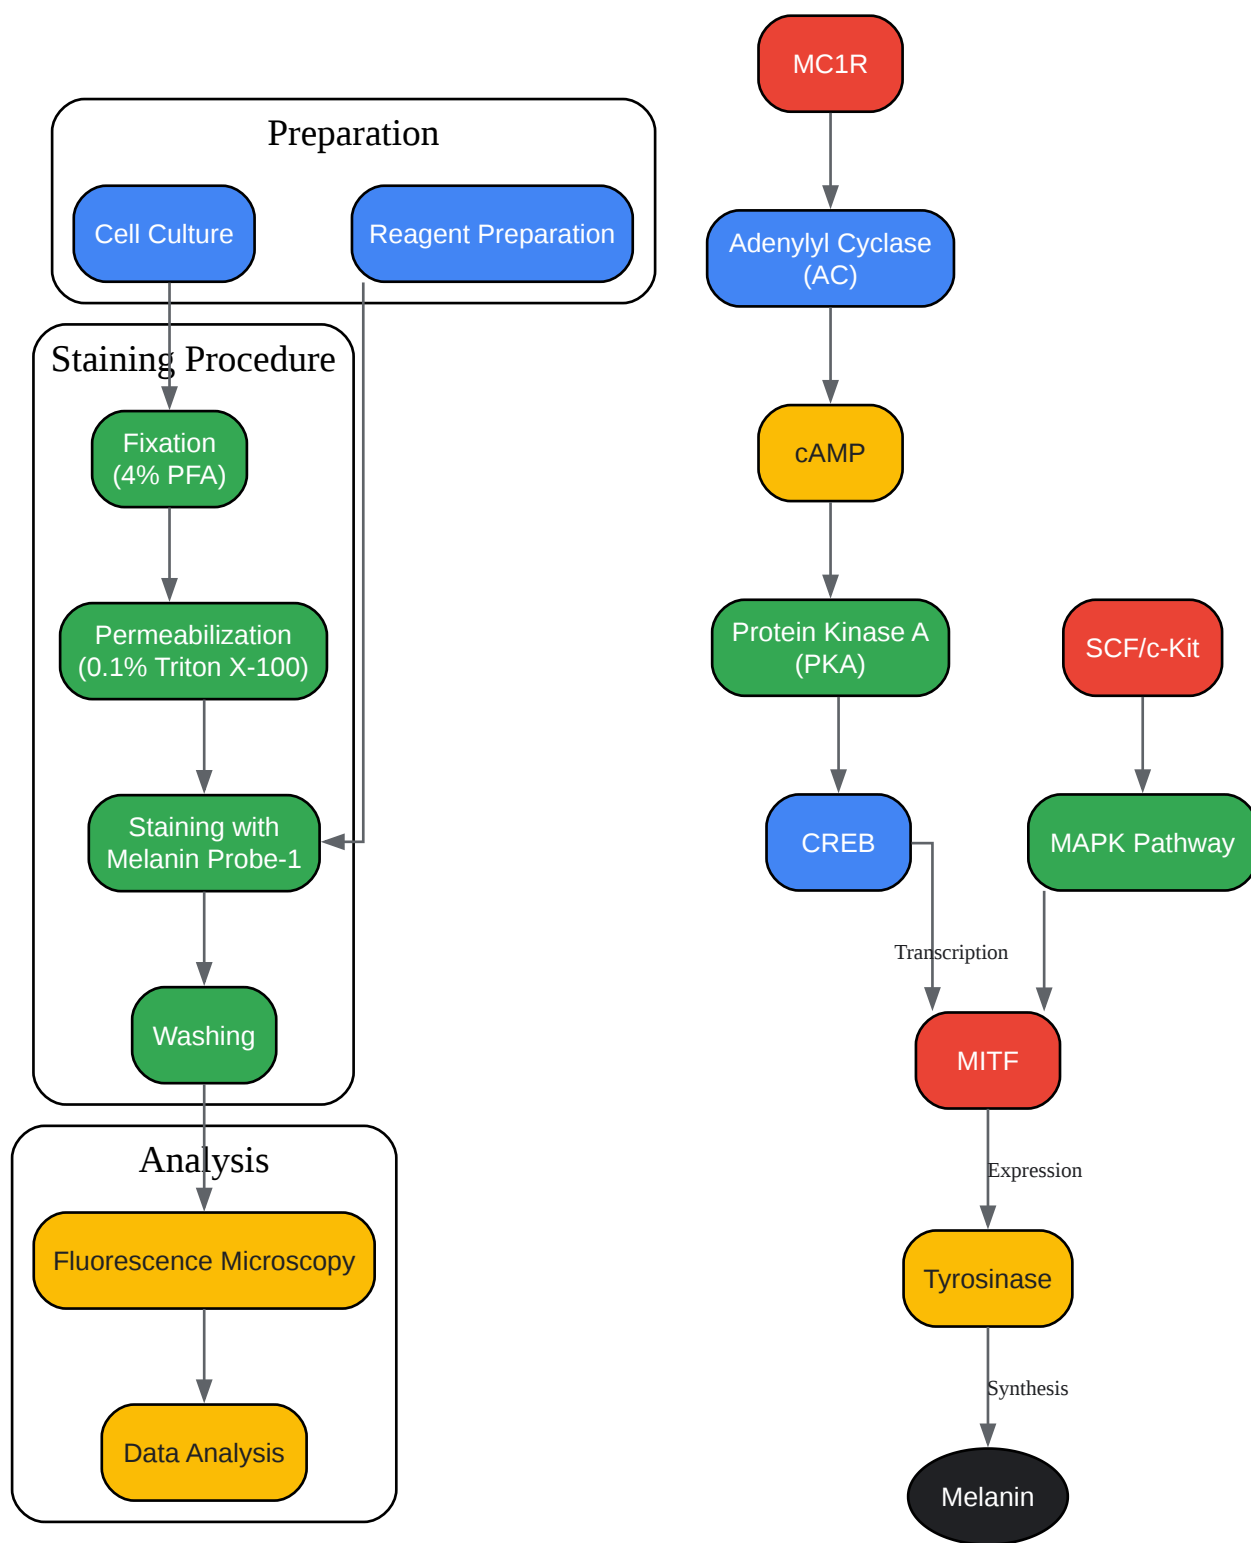 Preparation
Cell Culture
Reagent Preparation
Staining Procedure
Fixation
(4% PFA)
Permeabilization
(0.1% Triton X-100)
Staining with
Melanin Probe-1
Washing
Analysis
Fluorescence Microscopy
Data Analysis
MC1R
Adenylyl Cyclase
(AC)
cAMP
Protein Kinase A
(PKA)
SCF/c-Kit
CREB
MAPK Pathway
Transcription
MITF
Expression
Tyrosinase
Synthesis
Melanin